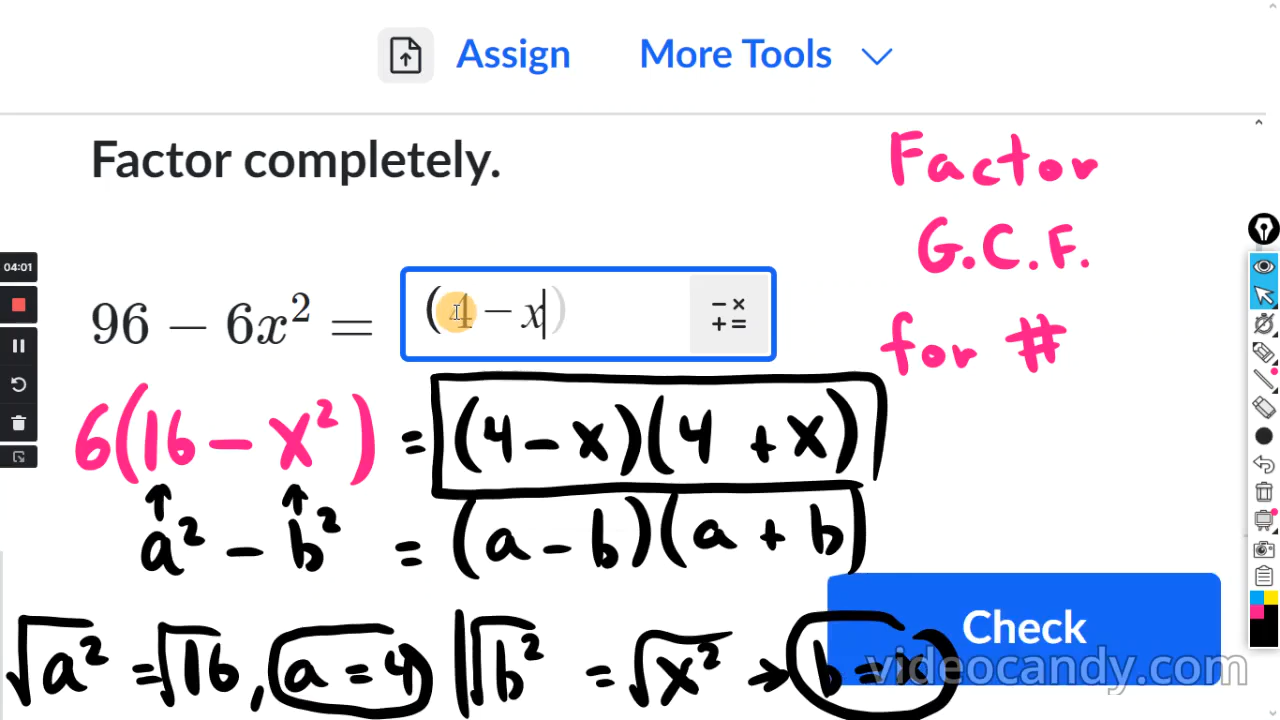 Assign More Tools
Factor completely.
Factor
G.C.F.
for #
04:01
96 − 6x² = (4 − x)
− × + =
6(16 − x²) = (4 − x)(4 + x)
a² − b² = (a − b)(a + b)
Check
√a² = √16, a = 4 | √b² = √x² → b = x
videocandy.com